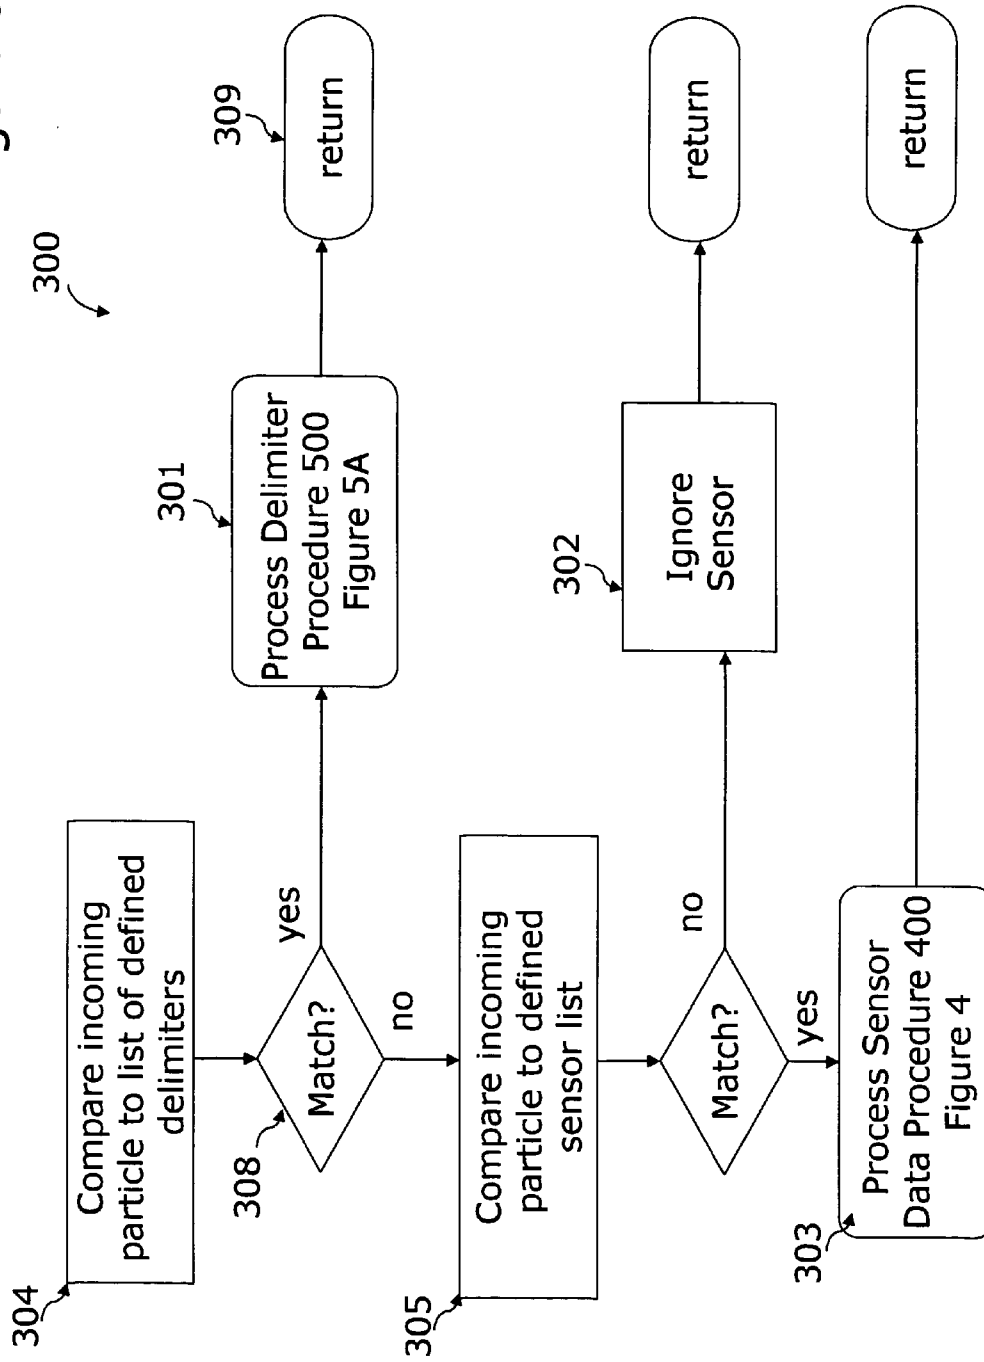 300
304
Compare incoming
particle to list of defined
delimiters
308
Match?
yes
no
301
Process Delimiter
Procedure 500
Figure 5A
309
return
305
Compare incoming
particle to defined
sensor list
Match?
no
yes
302
Ignore
Sensor
return
303
Process Sensor
Data Procedure 400
Figure 4
return